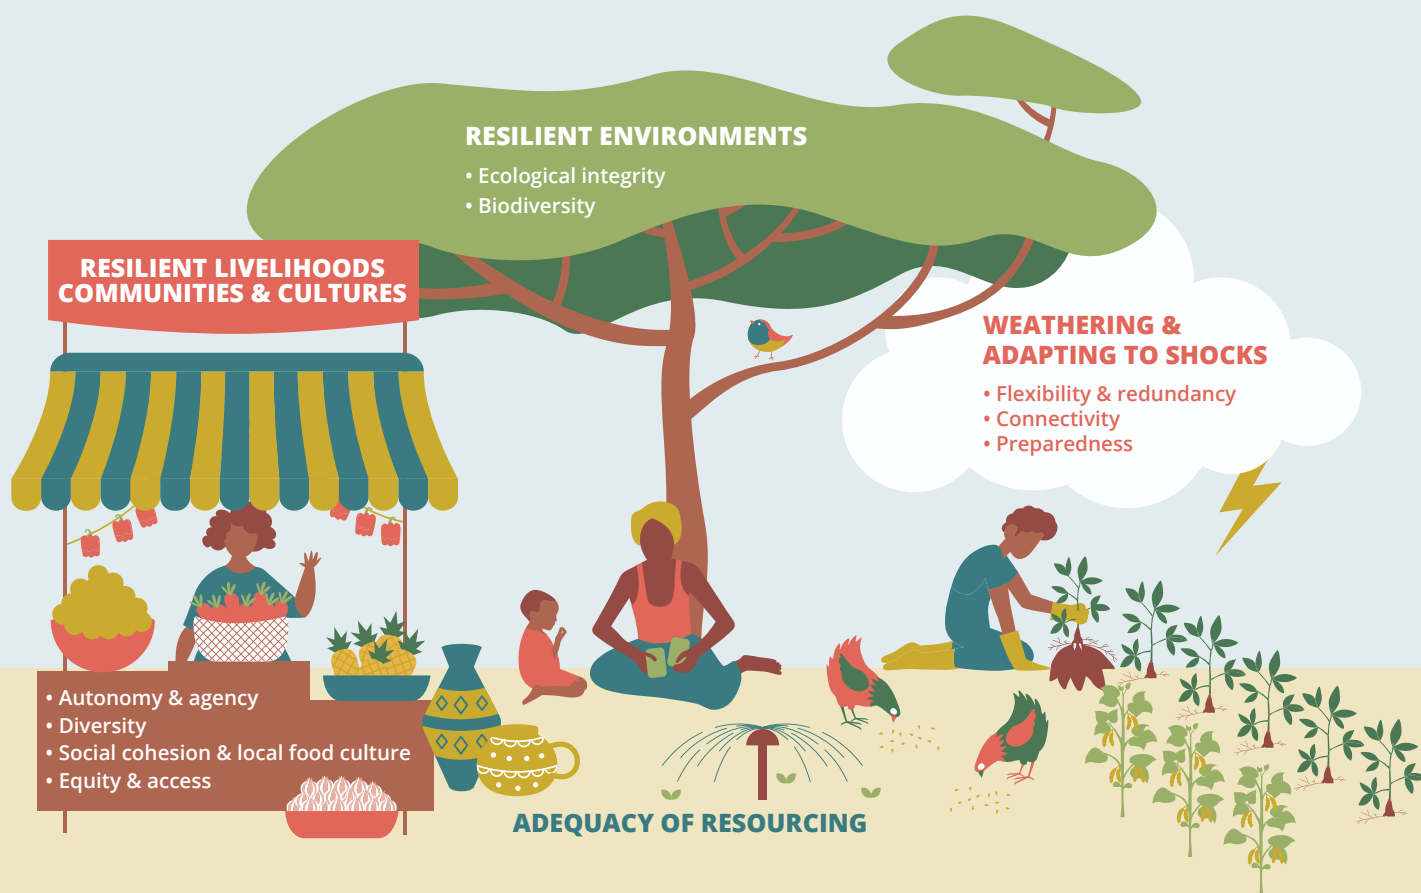 RESILIENT ENVIRONMENTS
• Ecological integrity
• Biodiversity
RESILIENT LIVELIHOODS
COMMUNITIES & CULTURES
WEATHERING &
ADAPTING TO SHOCKS
• Flexibility & redundancy
• Connectivity
• Preparedness
• Autonomy & agency
• Diversity
• Social cohesion & local food culture
• Equity & access
ADEQUACY OF RESOURCING